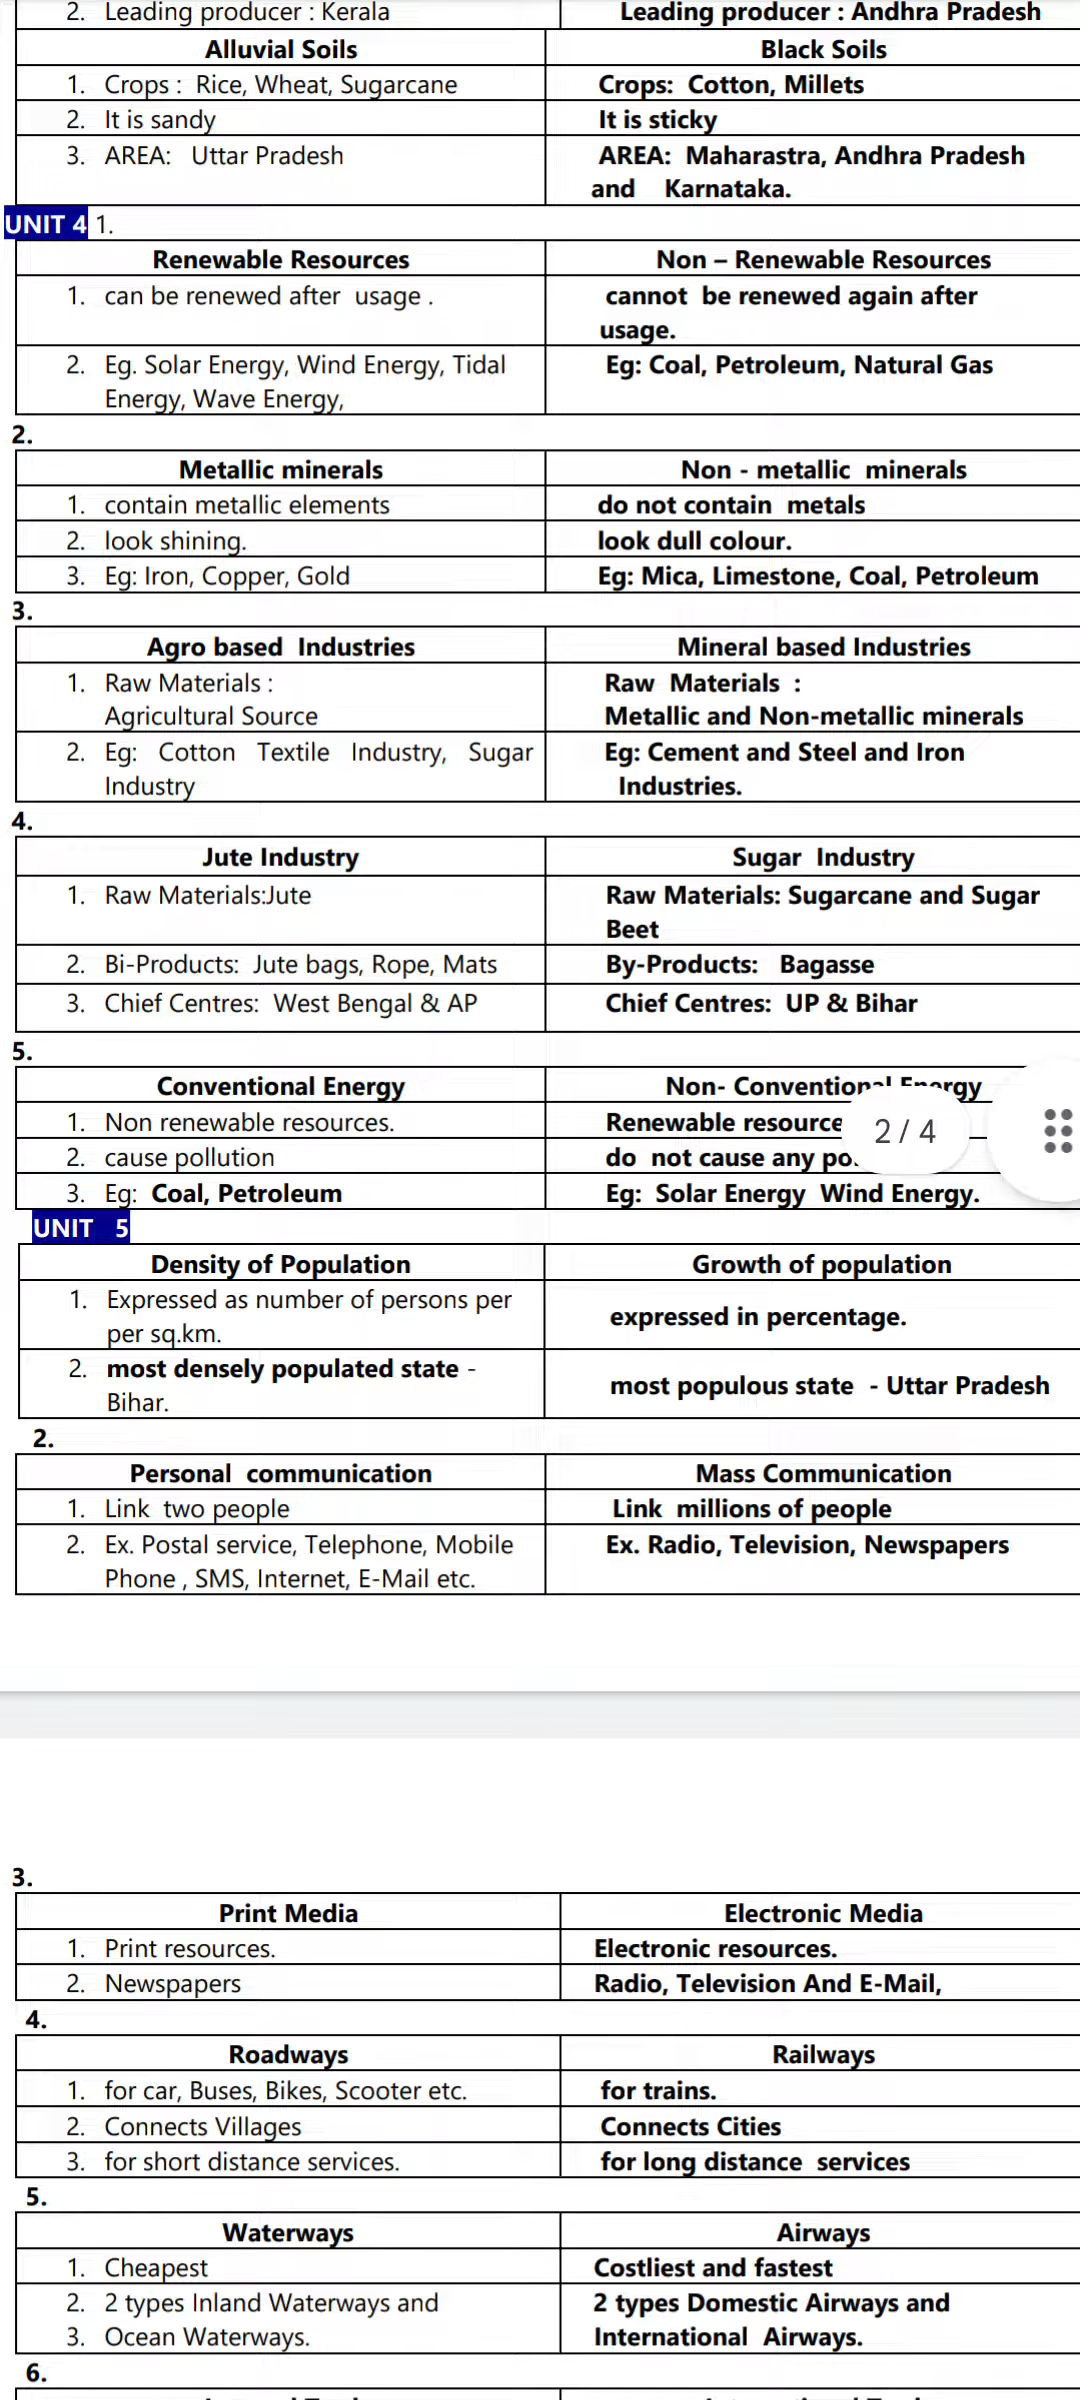 2. Leading producer : Kerala
Leading producer : Andhra Pradesh
Alluvial Soils
Black Soils
1. Crops : Rice, Wheat, Sugarcane
Crops: Cotton, Millets
2. It is sandy
It is sticky
3. AREA: Uttar Pradesh
AREA: Maharastra, Andhra Pradesh
and Karnataka.
UNIT 4 1.
Renewable Resources
Non – Renewable Resources
1. can be renewed after usage .
cannot be renewed again after
usage.
2. Eg. Solar Energy, Wind Energy, Tidal
Energy, Wave Energy,
Eg: Coal, Petroleum, Natural Gas
2.
Metallic minerals
Non - metallic minerals
1. contain metallic elements
do not contain metals
2. look shining.
look dull colour.
3. Eg: Iron, Copper, Gold
Eg: Mica, Limestone, Coal, Petroleum
3.
Agro based Industries
Mineral based Industries
1. Raw Materials :
Agricultural Source
Raw Materials :
Metallic and Non-metallic minerals
2. Eg: Cotton Textile Industry, Sugar
Industry
Eg: Cement and Steel and Iron
Industries.
4.
Jute Industry
Sugar Industry
1. Raw Materials:Jute
Raw Materials: Sugarcane and Sugar
Beet
2. Bi-Products: Jute bags, Rope, Mats
By-Products: Bagasse
3. Chief Centres: West Bengal & AP
Chief Centres: UP & Bihar
5.
Conventional Energy
Non- Conventional Energy
1. Non renewable resources.
Renewable resource
2 / 4
2. cause pollution
do not cause any
3. Eg: Coal, Petroleum
Eg: Solar Energy Wind Energy.
UNIT 5
Density of Population
Growth of population
1. Expressed as number of persons per
per sq.km.
expressed in percentage.
2. most densely populated state -
Bihar.
most populous state - Uttar Pradesh
2.
Personal communication
Mass Communication
1. Link two people
Link millions of people
2. Ex. Postal service, Telephone, Mobile
Phone , SMS, Internet, E-Mail etc.
Ex. Radio, Television, Newspapers
3.
Print Media
Electronic Media
1. Print resources.
Electronic resources.
2. Newspapers
Radio, Television And E-Mail,
4.
Roadways
Railways
1. for car, Buses, Bikes, Scooter etc.
for trains.
2. Connects Villages
Connects Cities
3. for short distance services.
for long distance services
5.
Waterways
Airways
1. Cheapest
Costliest and fastest
2. 2 types Inland Waterways and
3. Ocean Waterways.
2 types Domestic Airways and
International Airways.
6.